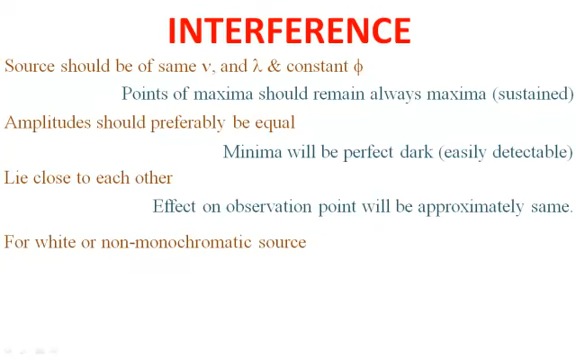 INTERFERENCE
Source should be of same ν, and λ & constant ϕ
Points of maxima should remain always maxima (sustained)
Amplitudes should preferably be equal
Minima will be perfect dark (easily detectable)
Lie close to each other
Effect on observation point will be approximately same.
For white or non-monochromatic source